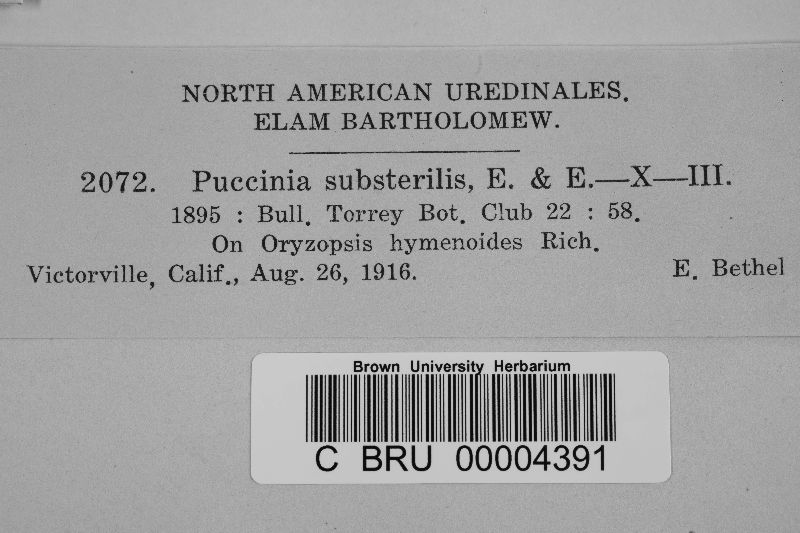 NORTH AMERICAN UREDINALES.
ELAM BARTHOLOMEW.
2072. Puccinia substerilis, E. & E.—X—III.
1895 : Bull. Torrey Bot. Club 22 : 58.
On Oryzopsis hymenoides Rich.
Victorville, Calif., Aug. 26, 1916. E. Bethel
Brown University Herbarium
C BRU 00004391